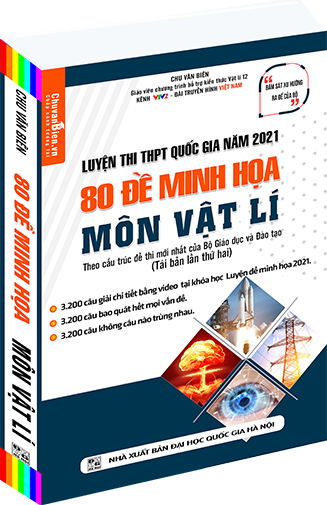 CHU VĂN BIÊN
Giáo viên chương trình bổ trợ kiến thức Vật lí 12
KÊNH VTV2 - ĐÀI TRUYỀN HÌNH VIỆT NAM
BÁM SÁT XU HƯỚNG
RA ĐỀ CỦA BỘ
ChuvanBien.vn
LUYỆN THI THPT QUỐC GIA NĂM 2021
80 ĐỀ MINH HỌA
MÔN VẬT LÍ
Theo cấu trúc đề thi mới nhất của Bộ Giáo dục và Đào tạo
(Tái bản lần thứ hai)
3.200 câu giải chi tiết bằng video tại khóa học Luyện đề minh họa 2021.
3.200 câu bao quát hết mọi vấn đề.
3.200 câu không câu nào trùng nhau.
NHÀ XUẤT BẢN ĐẠI HỌC QUỐC GIA HÀ NỘI
CHU VĂN BIÊN
80 ĐỀ MINH HỌA
MÔN VẬT LÍ